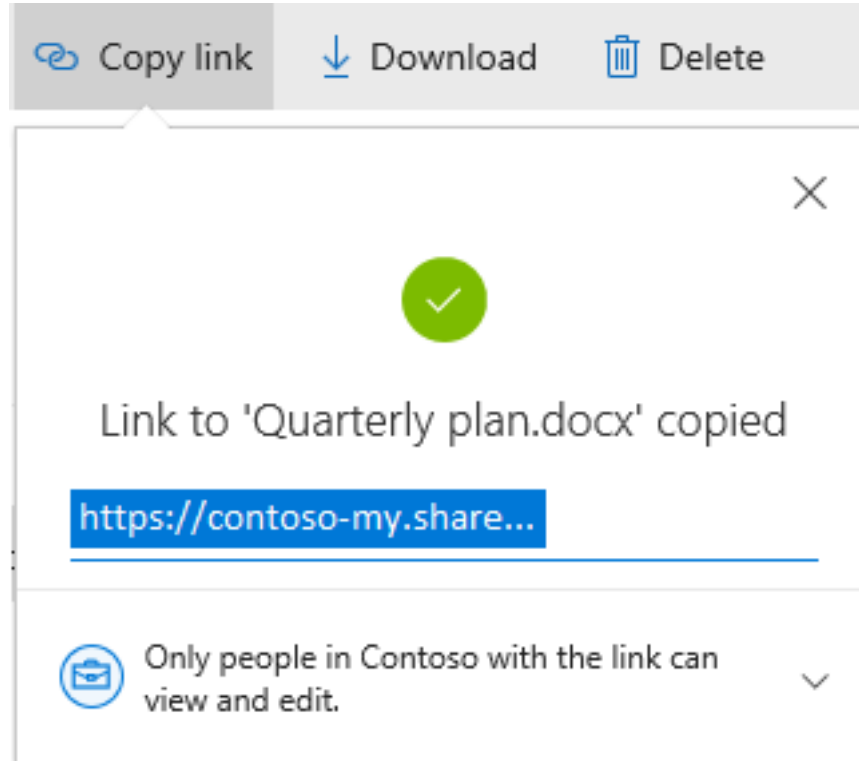 Copy link Download Delete
Link to 'Quarterly plan.docx' copied
https://contoso-my.share...
Only people in Contoso with the link can
view and edit.